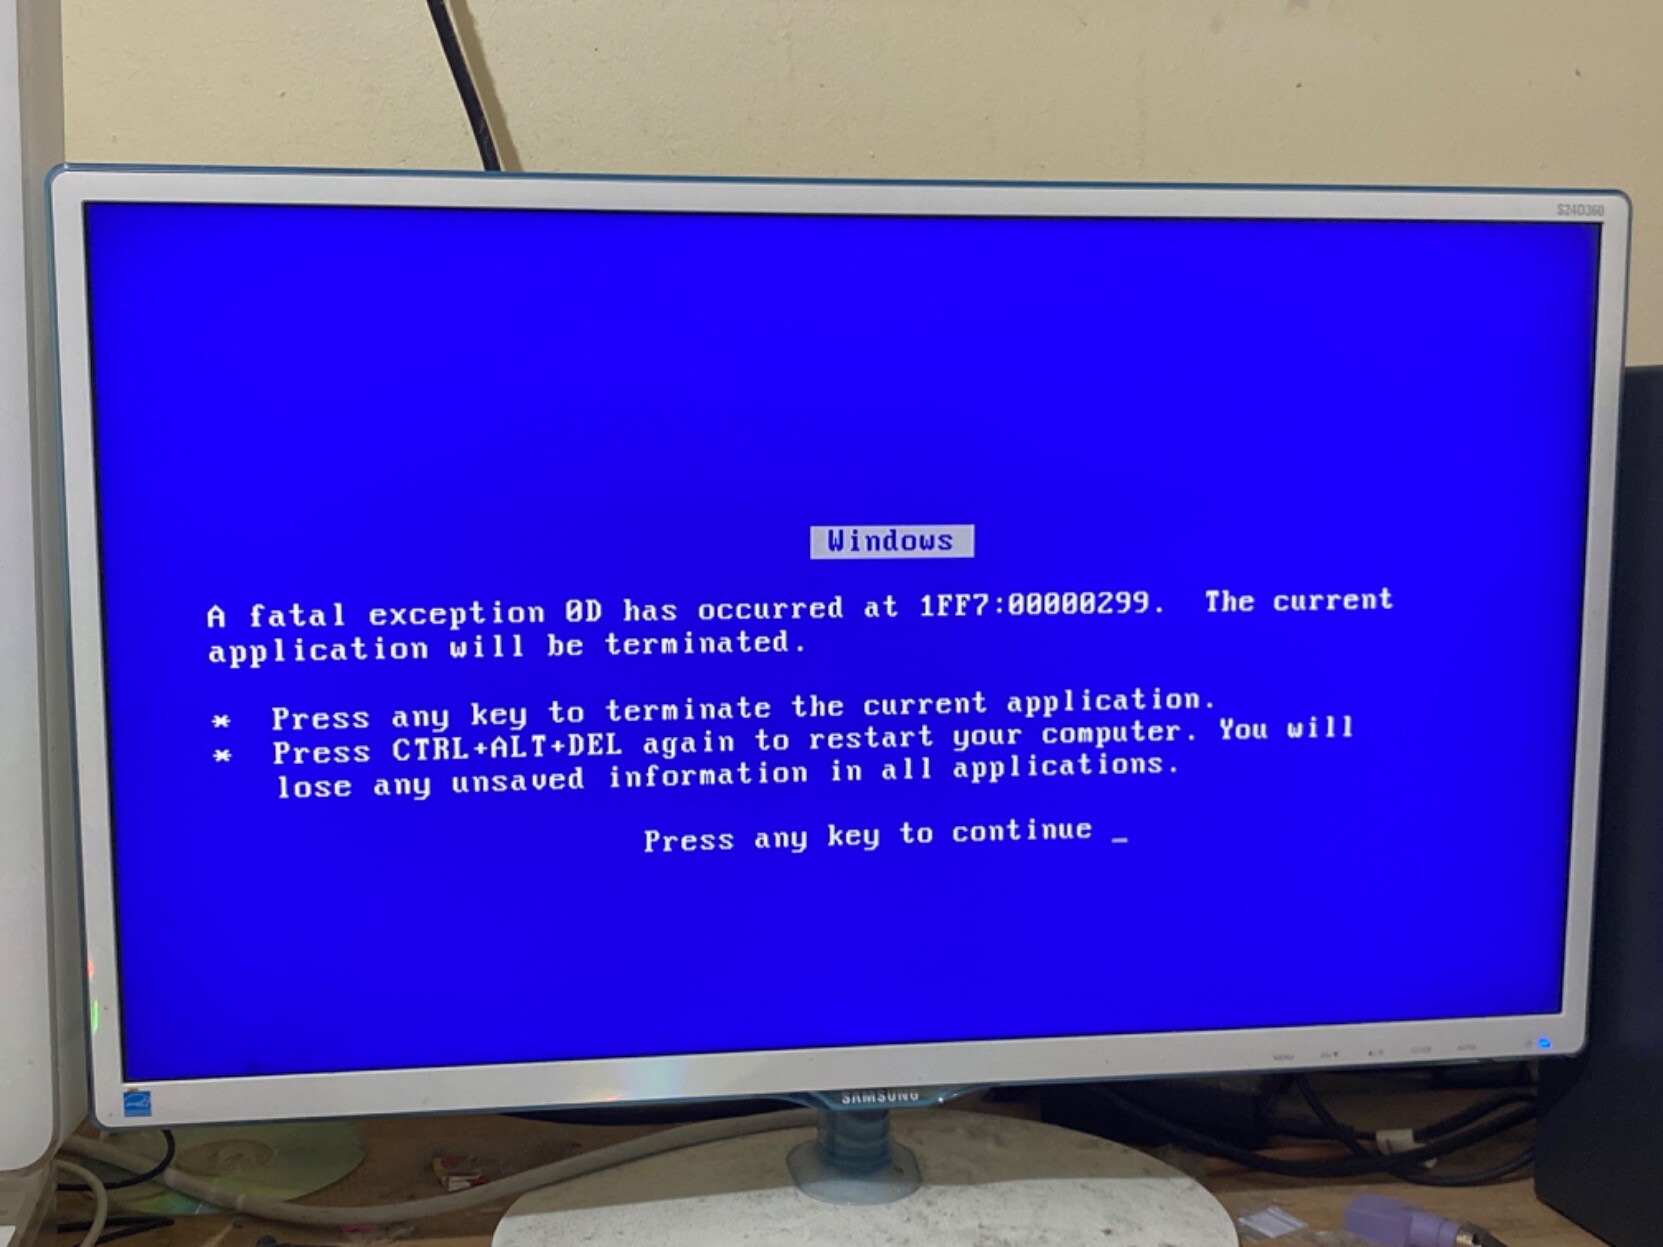 S24D360
Windows
A fatal exception 0D has occurred at 1FF7:00000299. The current
application will be terminated.
* Press any key to terminate the current application.
* Press CTRL+ALT+DEL again to restart your computer. You will
lose any unsaved information in all applications.
Press any key to continue _
MENU
AUTO
SAMSUNG